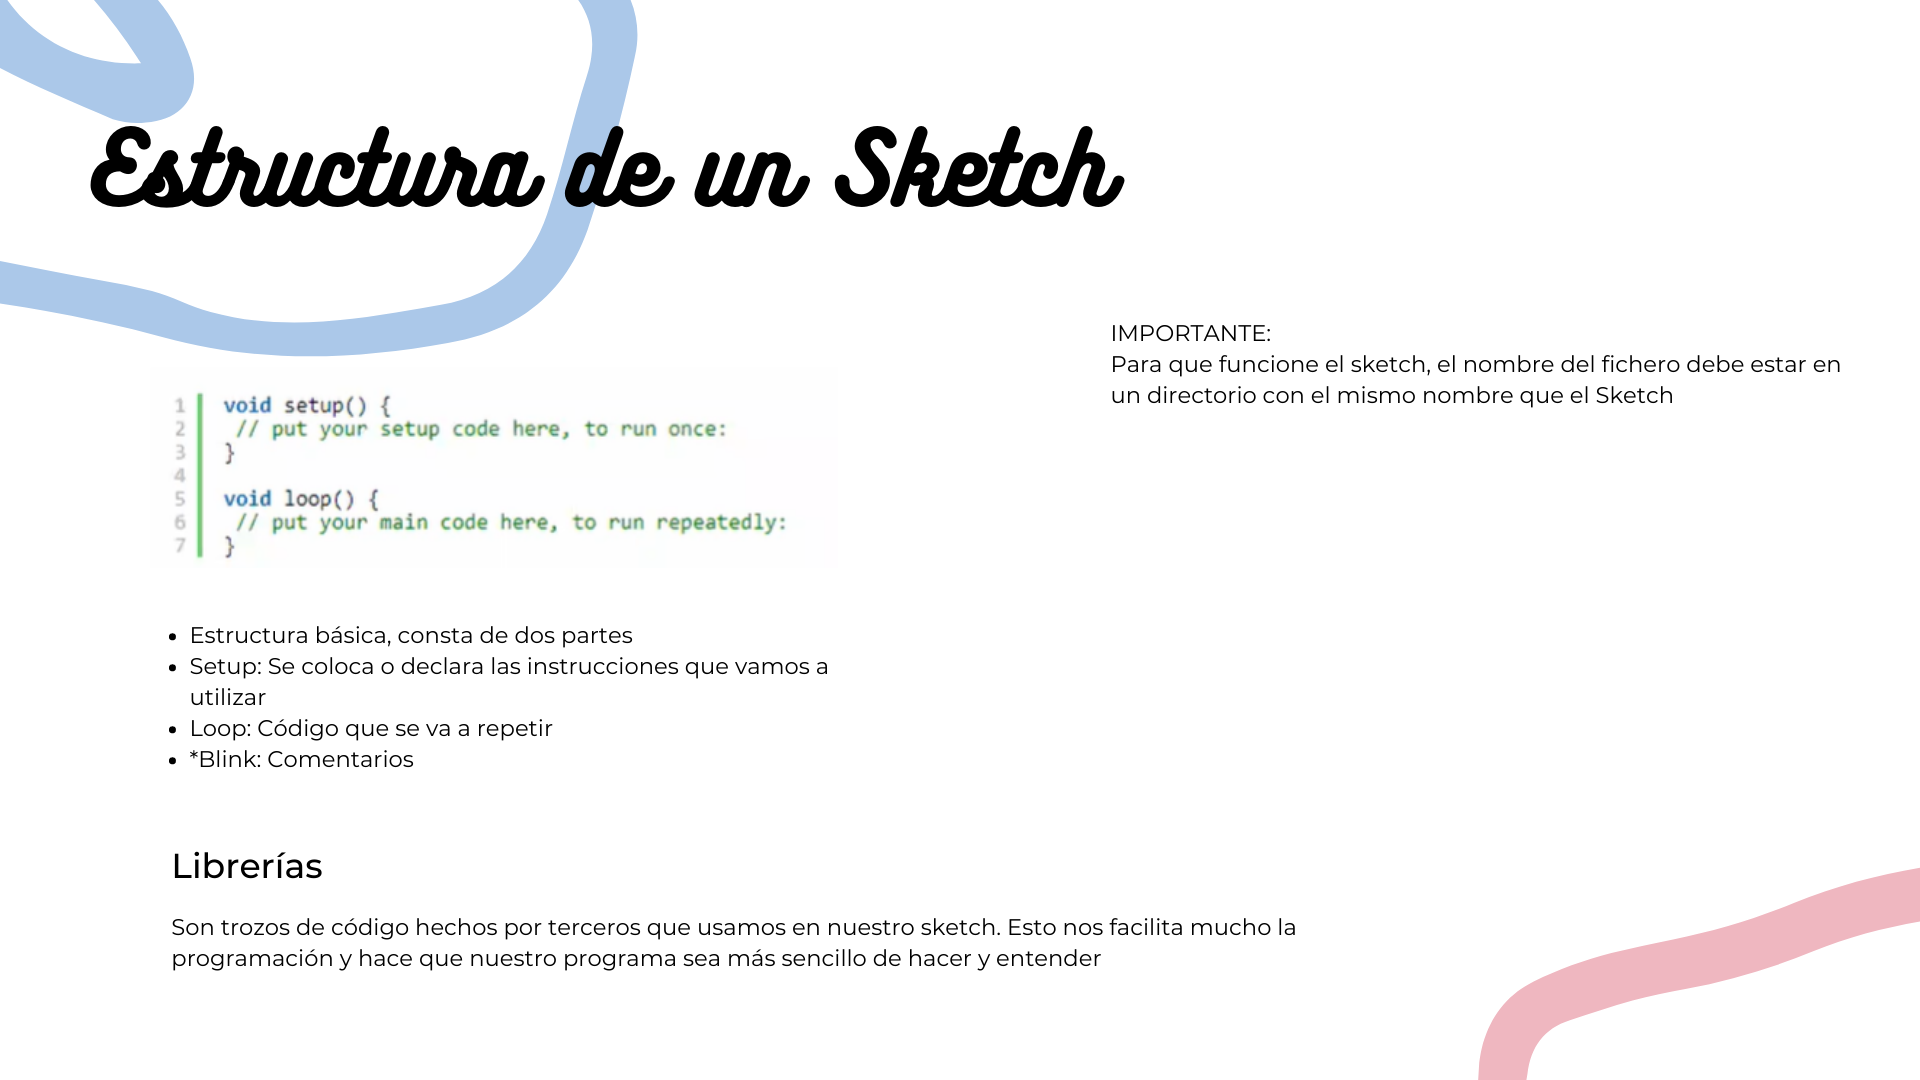 Estructura de un Sketch
IMPORTANTE:
Para que funcione el sketch, el nombre del fichero debe estar en
un directorio con el mismo nombre que el Sketch
1 void setup() {
2 // put your setup code here, to run once:
3 }
4
5 void loop() {
6 // put your main code here, to run repeatedly:
7 }
• Estructura básica, consta de dos partes
• Setup: Se coloca o declara las instrucciones que vamos a
utilizar
• Loop: Código que se va a repetir
• *Blink: Comentarios
Librerías
Son trozos de código hechos por terceros que usamos en nuestro sketch. Esto nos facilita mucho la
programación y hace que nuestro programa sea más sencillo de hacer y entender